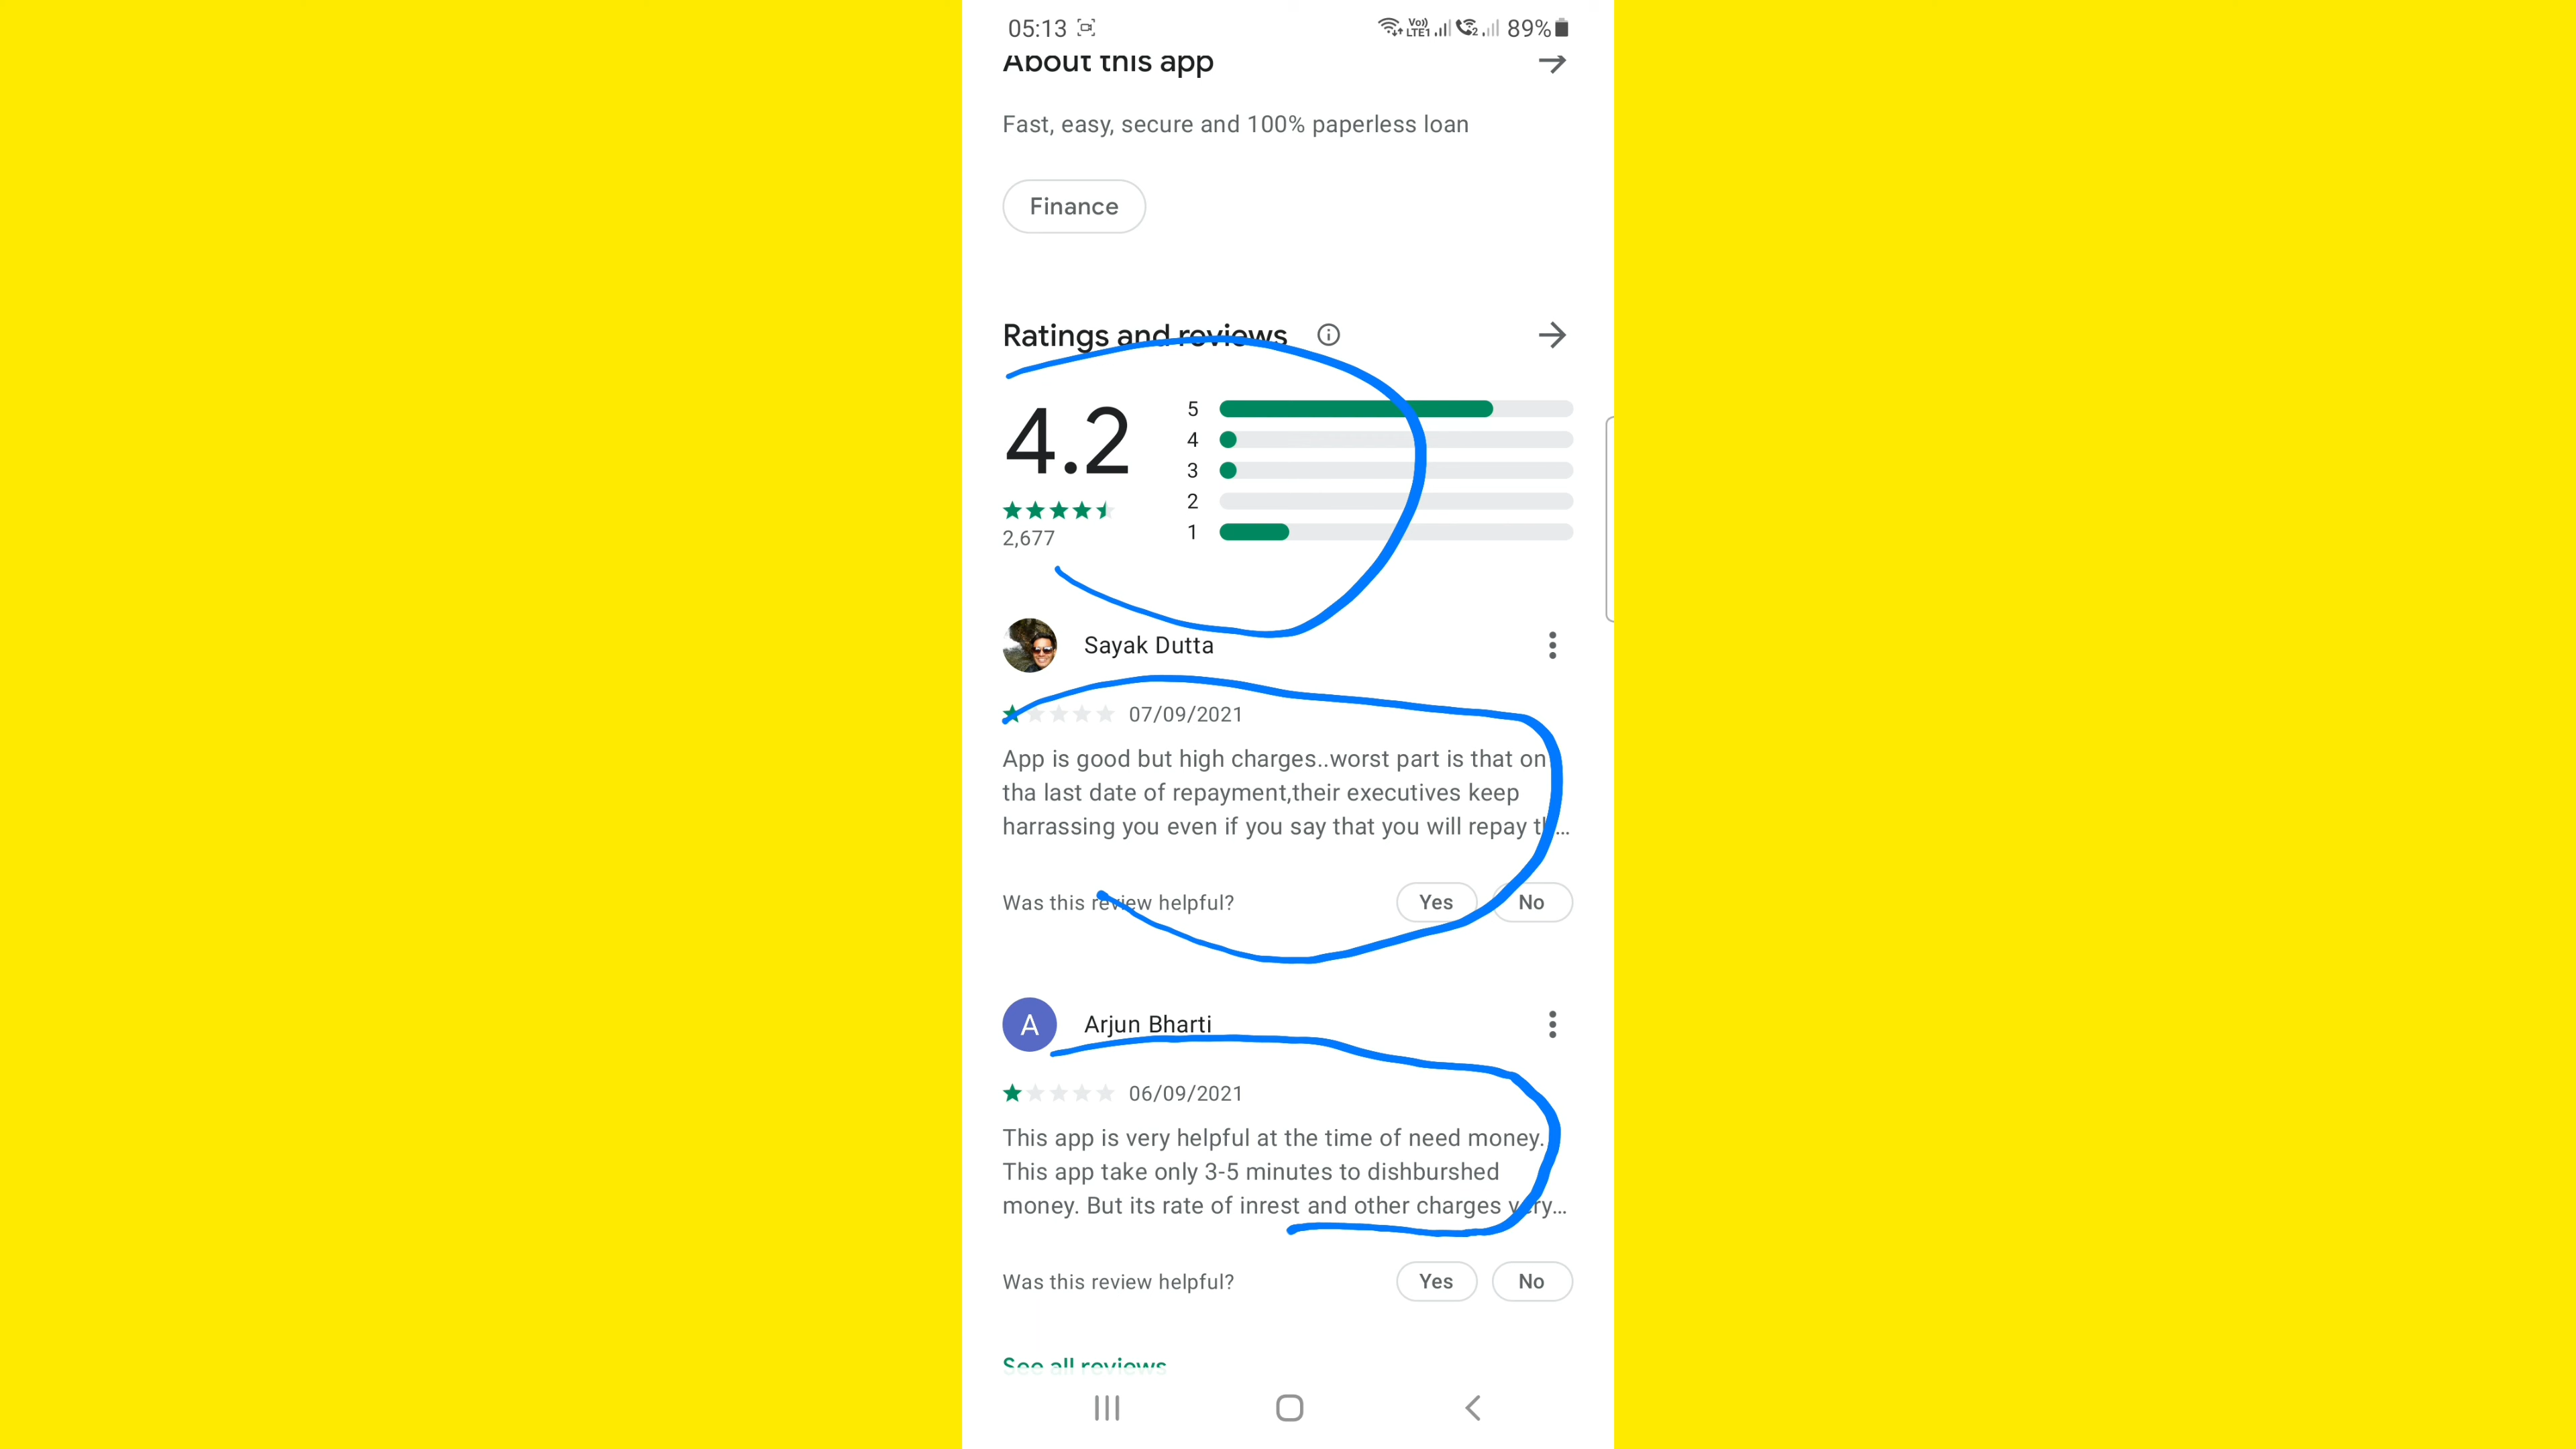 05:13
Vo)) LTE1 2 89%
About this app
Fast, easy, secure and 100% paperless loan
Finance
Ratings and reviews
4.2
5
4
3
2
1
2,677
Sayak Dutta
07/09/2021
App is good but high charges..worst part is that on
tha last date of repayment,their executives keep
harrassing you even if you say that you will repay th...
Was this review helpful?
Yes
No
A
Arjun Bharti
06/09/2021
This app is very helpful at the time of need money.
This app take only 3-5 minutes to dishburshed
money. But its rate of inrest and other charges very...
Was this review helpful?
Yes
No
See all reviews